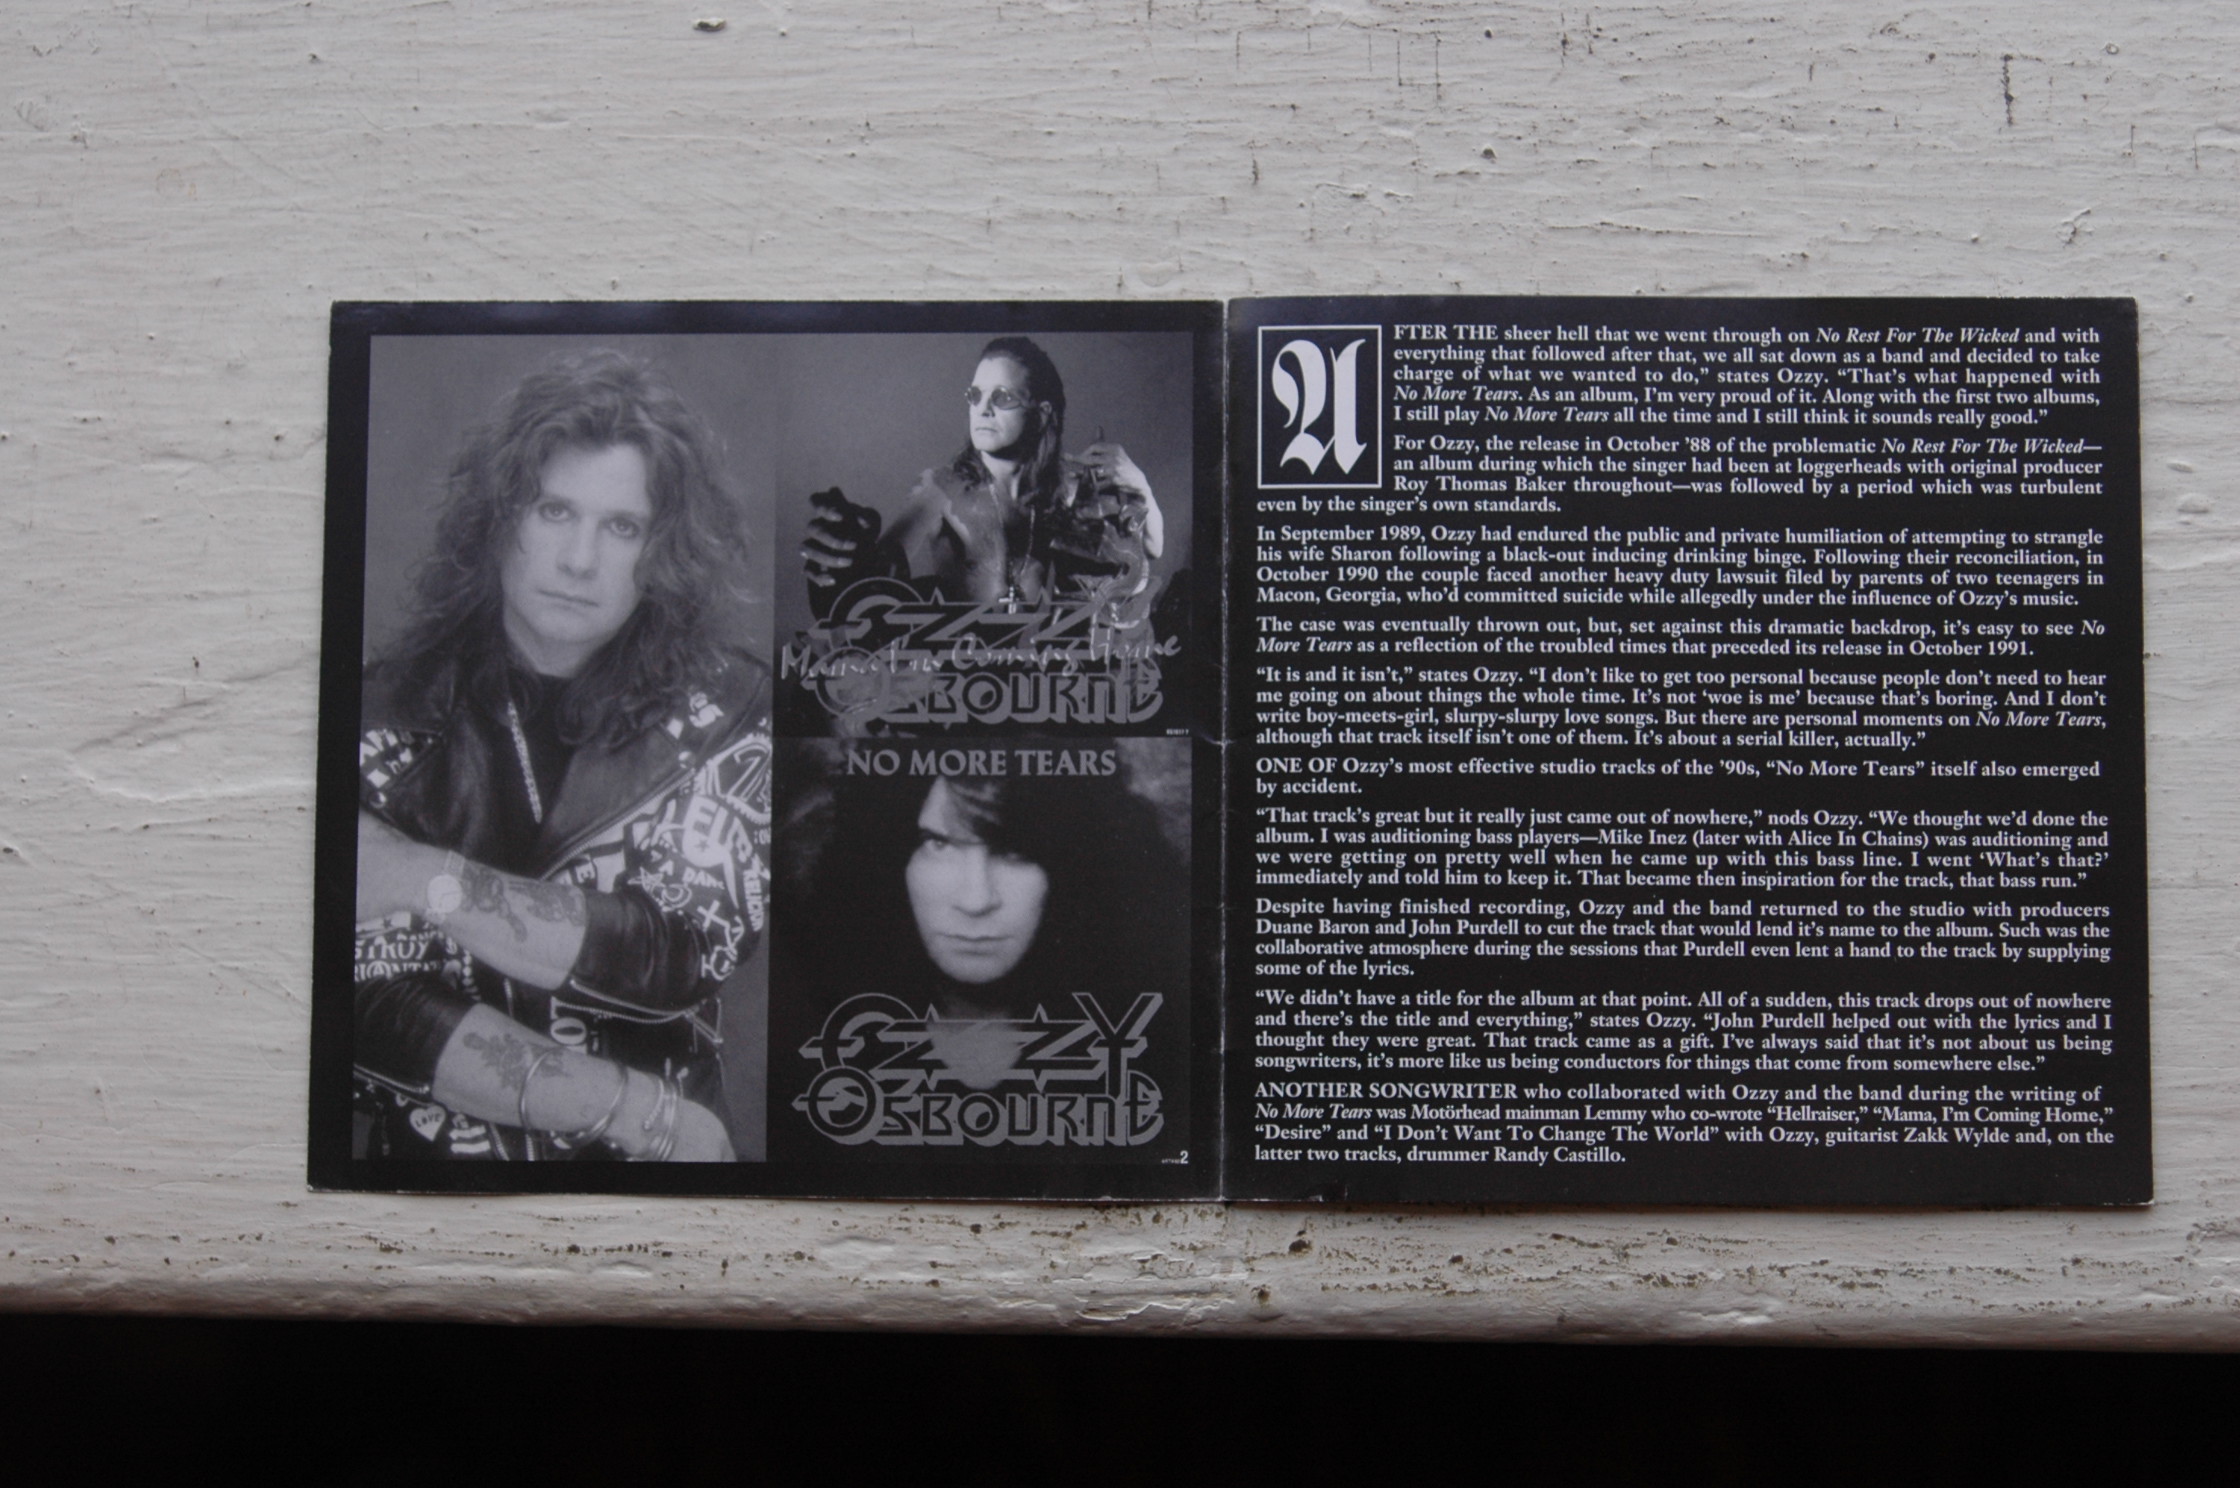 Mama, I'm Coming Home
OZZY
OSBOURNE
NO MORE TEARS
OZZY
OSBOURNE
2
RELICION
LO
STROY
A
FTER THE sheer hell that we went through on No Rest For The Wicked and with
everything that followed after that, we all sat down as a band and decided to take
charge of what we wanted to do,” states Ozzy. “That's what happened with
No More Tears. As an album, I'm very proud of it. Along with the first two albums,
I still play No More Tears all the time and I still think it sounds really good.”
For Ozzy, the release in October '88 of the problematic No Rest For The Wicked—
an album during which the singer had been at loggerheads with original producer
Roy Thomas Baker throughout—was followed by a period which was turbulent
even by the singer's own standards.
In September 1989, Ozzy had endured the public and private humiliation of attempting to strangle
his wife Sharon following a black-out inducing drinking binge. Following their reconciliation, in
October 1990 the couple faced another heavy duty lawsuit filed by parents of two teenagers in
Macon, Georgia, who'd committed suicide while allegedly under the influence of Ozzy's music.
The case was eventually thrown out, but, set against this dramatic backdrop, it's easy to see No
More Tears as a reflection of the troubled times that preceded its release in October 1991.
“It is and it isn't,” states Ozzy. “I don't like to get too personal because people don't need to hear
me going on about things the whole time. It's not ‘woe is me’ because that's boring. And I don't
write boy-meets-girl, slurpy-slurpy love songs. But there are personal moments on No More Tears,
although that track itself isn't one of them. It's about a serial killer, actually.”
ONE OF Ozzy's most effective studio tracks of the '90s, “No More Tears” itself also emerged
by accident.
“That track's great but it really just came out of nowhere,” nods Ozzy. “We thought we'd done the
album. I was auditioning bass players—Mike Inez (later with Alice In Chains) was auditioning and
we were getting on pretty well when he came up with this bass line. I went ‘What's that?’
immediately and told him to keep it. That became then inspiration for the track, that bass run.”
Despite having finished recording, Ozzy and the band returned to the studio with producers
Duane Baron and John Purdell to cut the track that would lend it's name to the album. Such was the
collaborative atmosphere during the sessions that Purdell even lent a hand to the track by supplying
some of the lyrics.
“We didn't have a title for the album at that point. All of a sudden, this track drops out of nowhere
and there's the title and everything,” states Ozzy. “John Purdell helped out with the lyrics and I
thought they were great. That track came as a gift. I've always said that it's not about us being
songwriters, it's more like us being conductors for things that come from somewhere else.”
ANOTHER SONGWRITER who collaborated with Ozzy and the band during the writing of
No More Tears was Motörhead mainman Lemmy who co-wrote “Hellraiser,” “Mama, I'm Coming Home,”
“Desire” and “I Don't Want To Change The World” with Ozzy, guitarist Zakk Wylde and, on the
latter two tracks, drummer Randy Castillo.